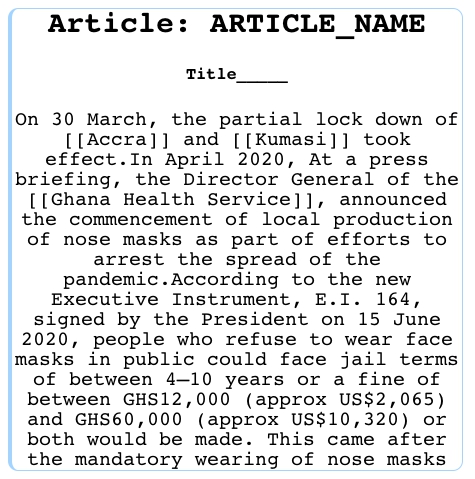 Article: ARTICLE_NAME
Title_____
On 30 March, the partial lock down of
[[Accra]] and [[Kumasi]] took
effect.In April 2020, At a press
briefing, the Director General of the
[[Ghana Health Service]], announced
the commencement of local production
of nose masks as part of efforts to
arrest the spread of the
pandemic.According to the new
Executive Instrument, E.I. 164,
signed by the President on 15 June
2020, people who refuse to wear face
masks in public could face jail terms
of between 4–10 years or a fine of
between GHS12,000 (approx US$2,065)
and GHS60,000 (approx US$10,320) or
both would be made. This came after
the mandatory wearing of nose masks